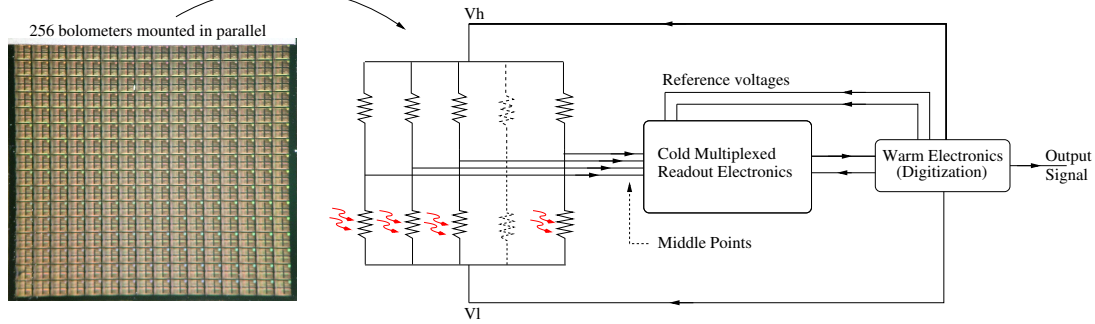 256 bolometers mounted in parallel
Vh
Reference voltages
Cold Multiplexed
Readout Electronics
Warm Electronics
(Digitization)
Output
Signal
Middle Points
Vl